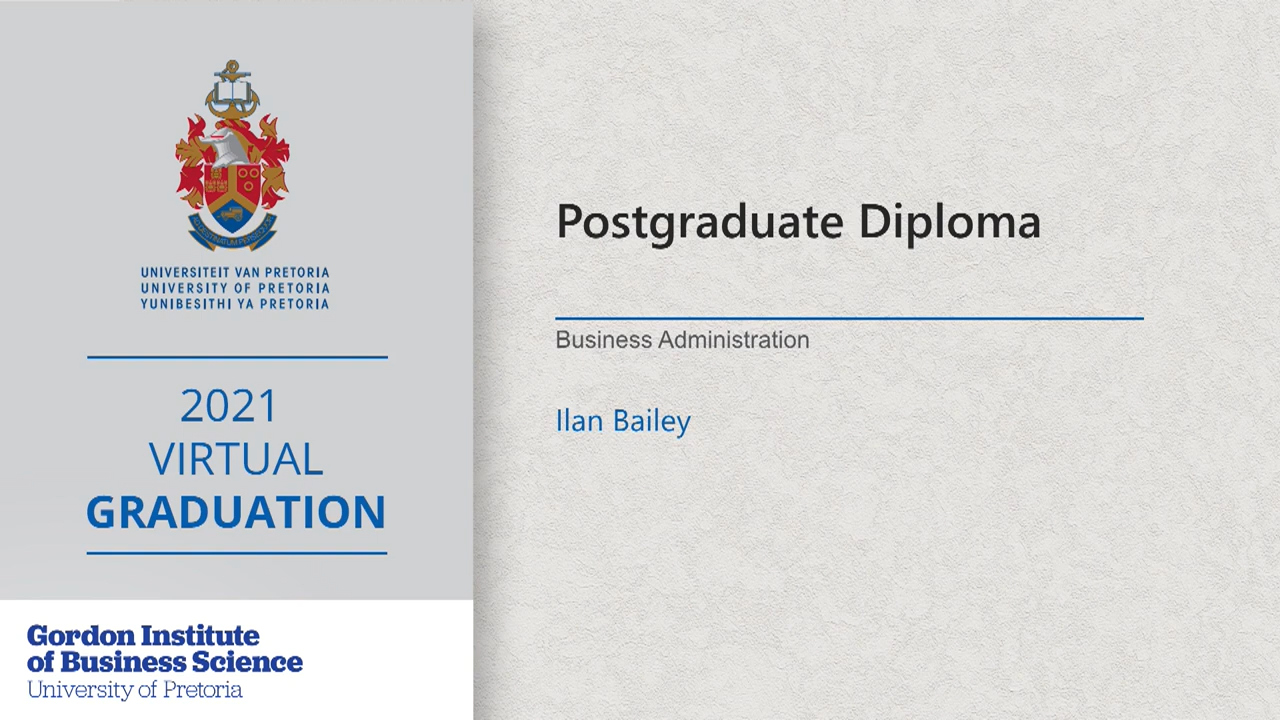 UNIVERSITEIT VAN PRETORIA
UNIVERSITY OF PRETORIA
YUNIBESITHI YA PRETORIA
2021
VIRTUAL
GRADUATION
Gordon Institute
of Business Science
University of Pretoria
Postgraduate Diploma
Business Administration
Ilan Bailey